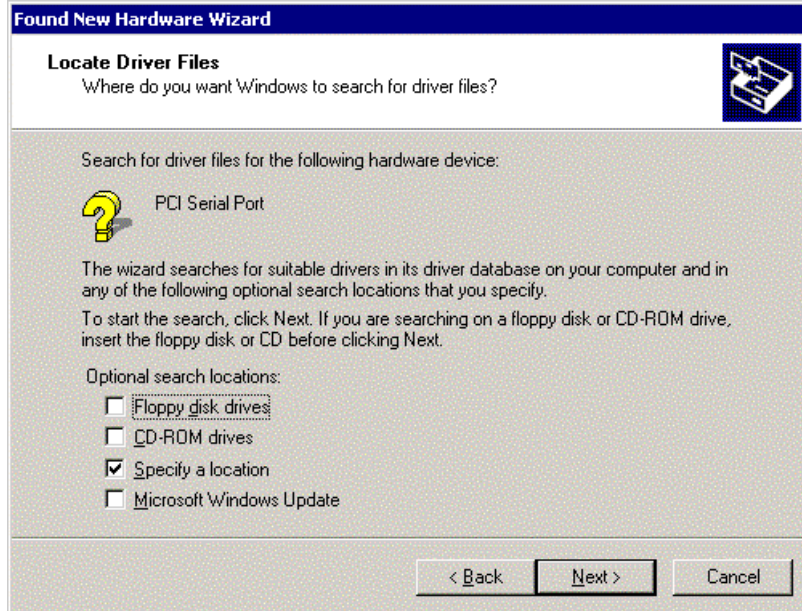 Found New Hardware Wizard
Locate Driver Files
Where do you want Windows to search for driver files?
Search for driver files for the following hardware device:
PCI Serial Port
The wizard searches for suitable drivers in its driver database on your computer and in
any of the following optional search locations that you specify.
To start the search, click Next. If you are searching on a floppy disk or CD-ROM drive,
insert the floppy disk or CD before clicking Next.
Optional search locations:
Floppy disk drives
CD-ROM drives
Specify a location
Microsoft Windows Update
< Back
Next >
Cancel